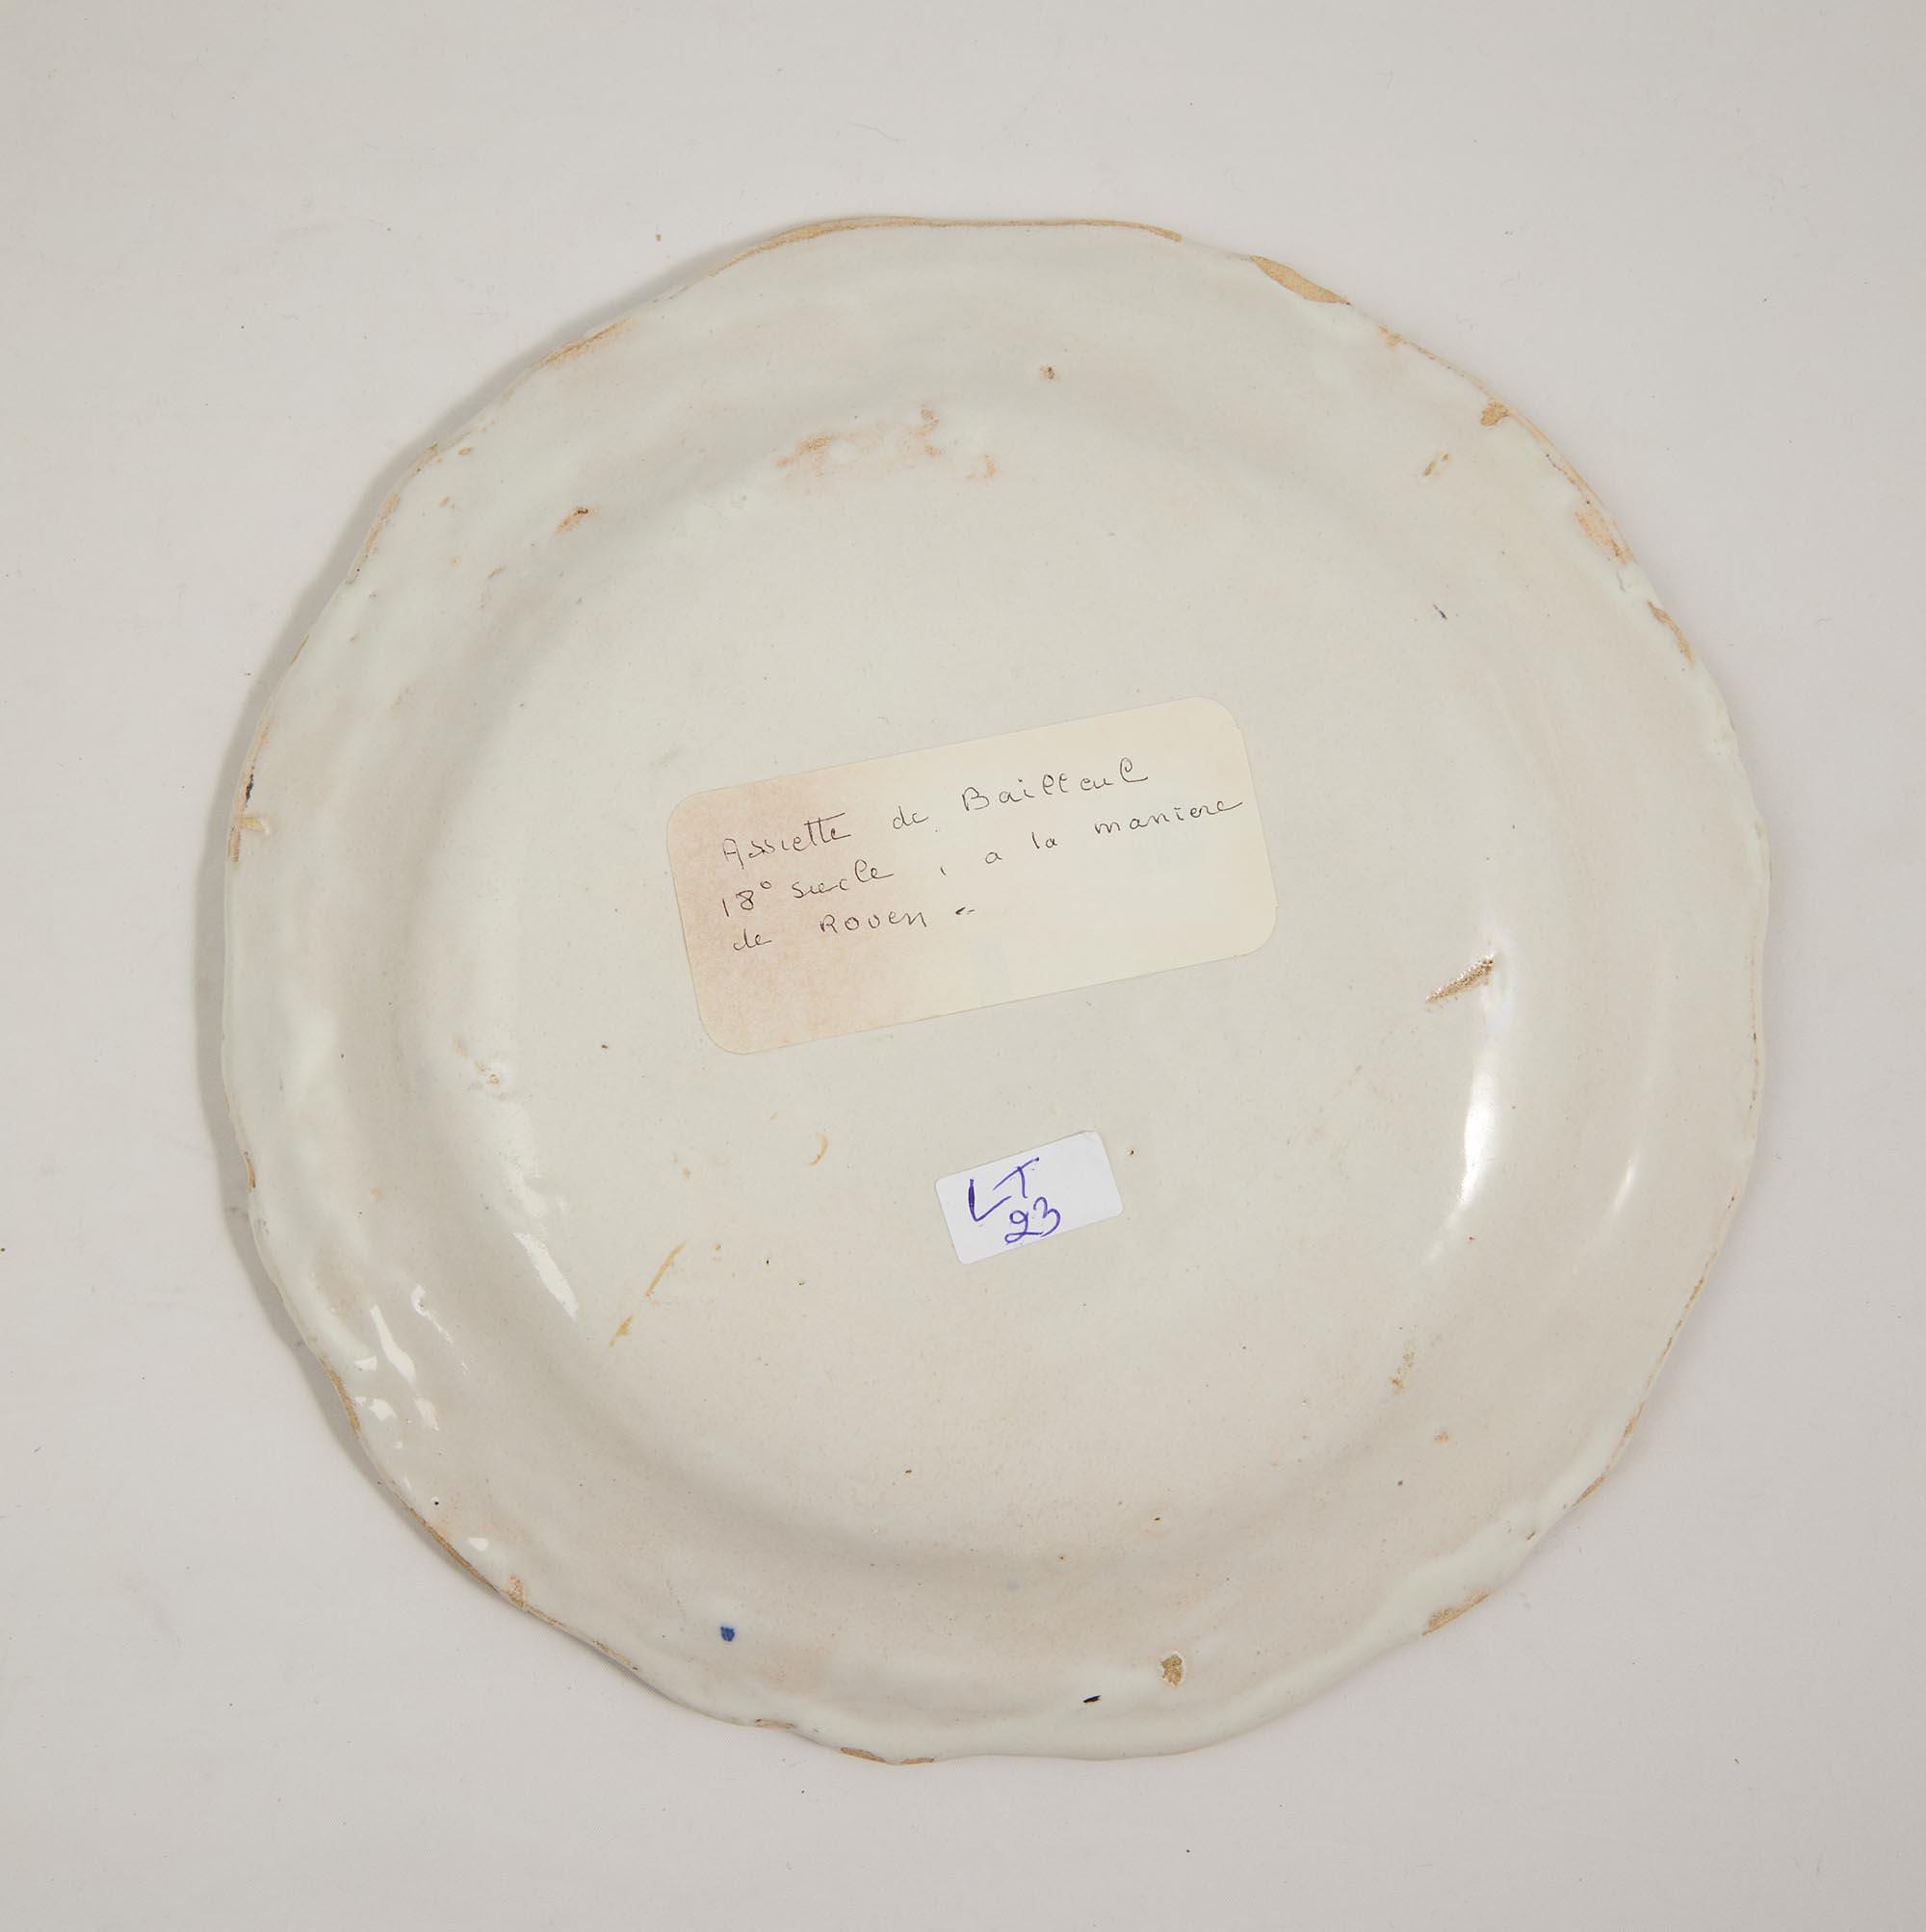 Assiette de Bailleul
18° siecle, a la maniere
de Rouen -
LT
23